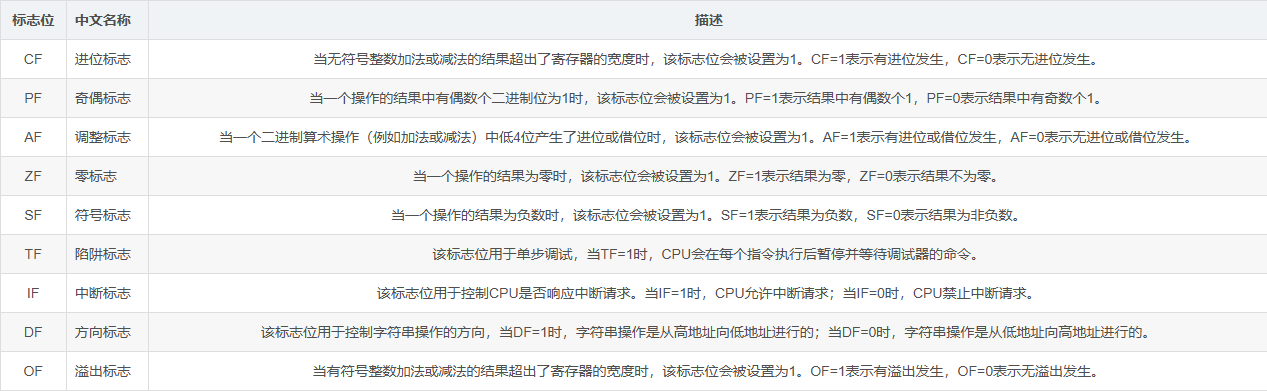 标志位 中文名称 描述
CF 进位标志 当无符号整数加法或减法的结果超出了寄存器的宽度时，该标志位会被设置为1。CF=1表示有进位发生，CF=0表示无进位发生。
PF 奇偶标志 当一个操作的结果中有偶数个二进制位为1时，该标志位会被设置为1。PF=1表示结果中有偶数个1，PF=0表示结果中有奇数个1。
AF 调整标志 当一个二进制算术操作（例如加法或减法）中低4位产生了进位或借位时，该标志位会被设置为1。AF=1表示有进位或借位发生，AF=0表示无进位或借位发生。
ZF 零标志 当一个操作的结果为零时，该标志位会被设置为1。ZF=1表示结果为零，ZF=0表示结果不为零。
SF 符号标志 当一个操作的结果为负数时，该标志位会被设置为1。SF=1表示结果为负数，SF=0表示结果为非负数。
TF 陷阱标志 该标志位用于单步调试，当TF=1时，CPU会在每个指令执行后暂停并等待调试器的命令。
IF 中断标志 该标志位用于控制CPU是否响应中断请求。当IF=1时，CPU允许中断请求；当IF=0时，CPU禁止中断请求。
DF 方向标志 该标志位用于控制字符串操作的方向，当DF=1时，字符串操作是从高地址向低地址进行的；当DF=0时，字符串操作是从低地址向高地址进行的。
OF 溢出标志 当有符号整数加法或减法的结果超出了寄存器的宽度时，该标志位会被设置为1。OF=1表示有溢出发生，OF=0表示无溢出发生。